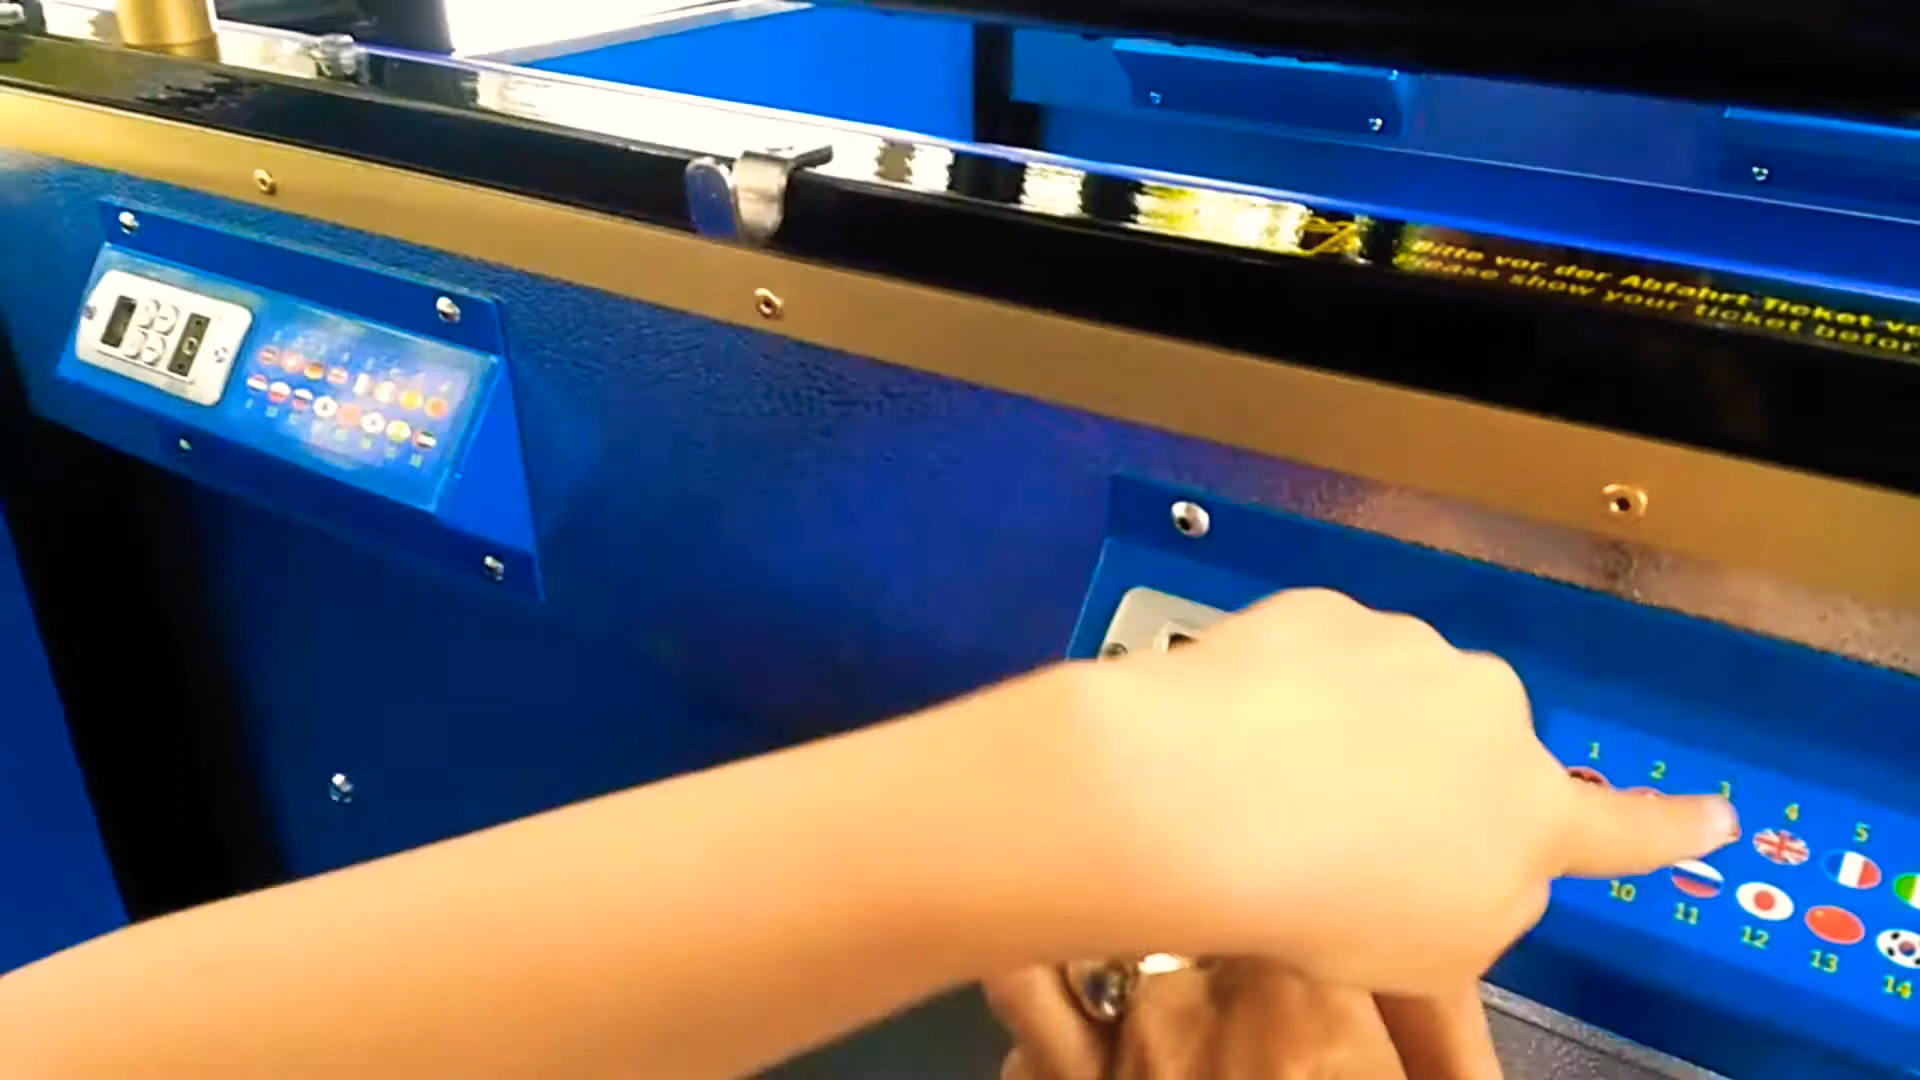 Bitte vor der Abfahrt Ticket
Please show your ticket befor
1 2 3 4 5
10 11 12 13 14